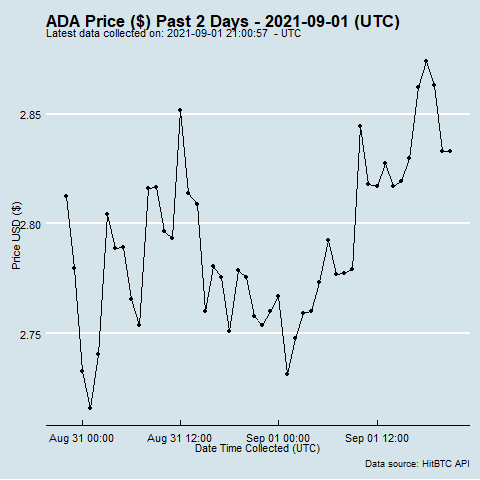 ADA Price ($) Past 2 Days - 2021-09-01 (UTC)
Latest data collected on: 2021-09-01 21:00:57 - UTC
2.85
2.80
2.75
Price USD ($)
Aug 31 00:00 Aug 31 12:00 Sep 01 00:00 Sep 01 12:00
Date Time Collected (UTC)
Data source: HitBTC API